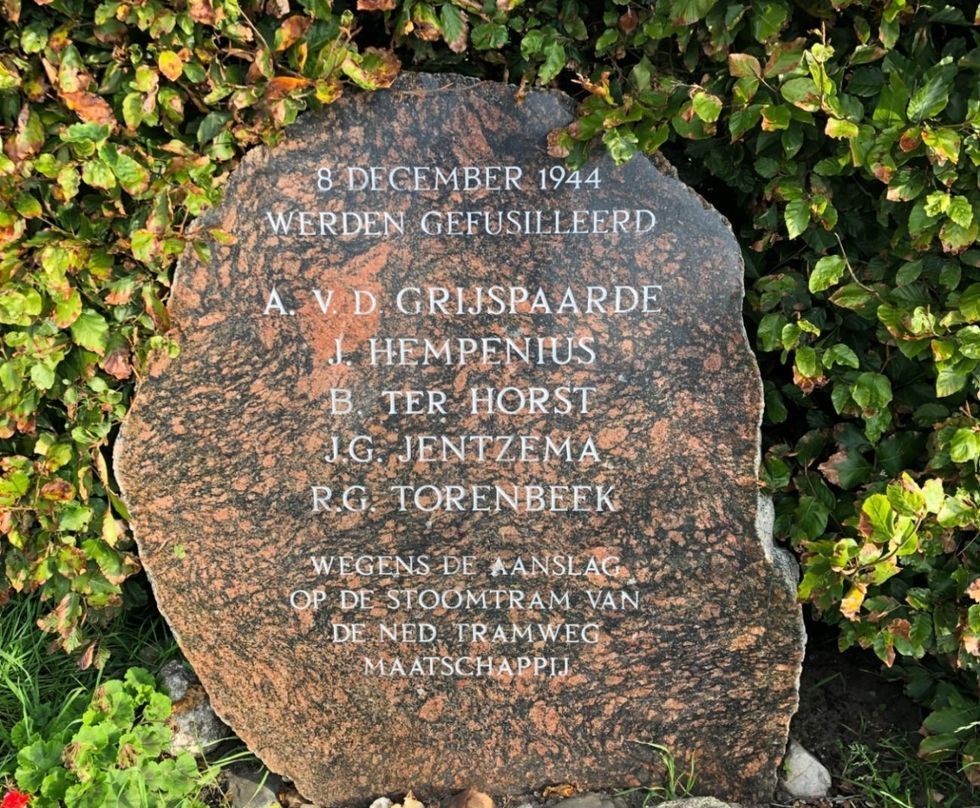 8 DECEMBER 1944
WERDEN GEFUSILLEERD
A. V. D. GRIJSPAARDE
J. HEMPENIUS
B. TER HORST
J.G. JENTZEMA
R.G. TORENBEEK
WEGENS DE AANSLAG
OP DE STOOMTRAM VAN
DE NED. TRAMWEG
MAATSCHAPPIJ